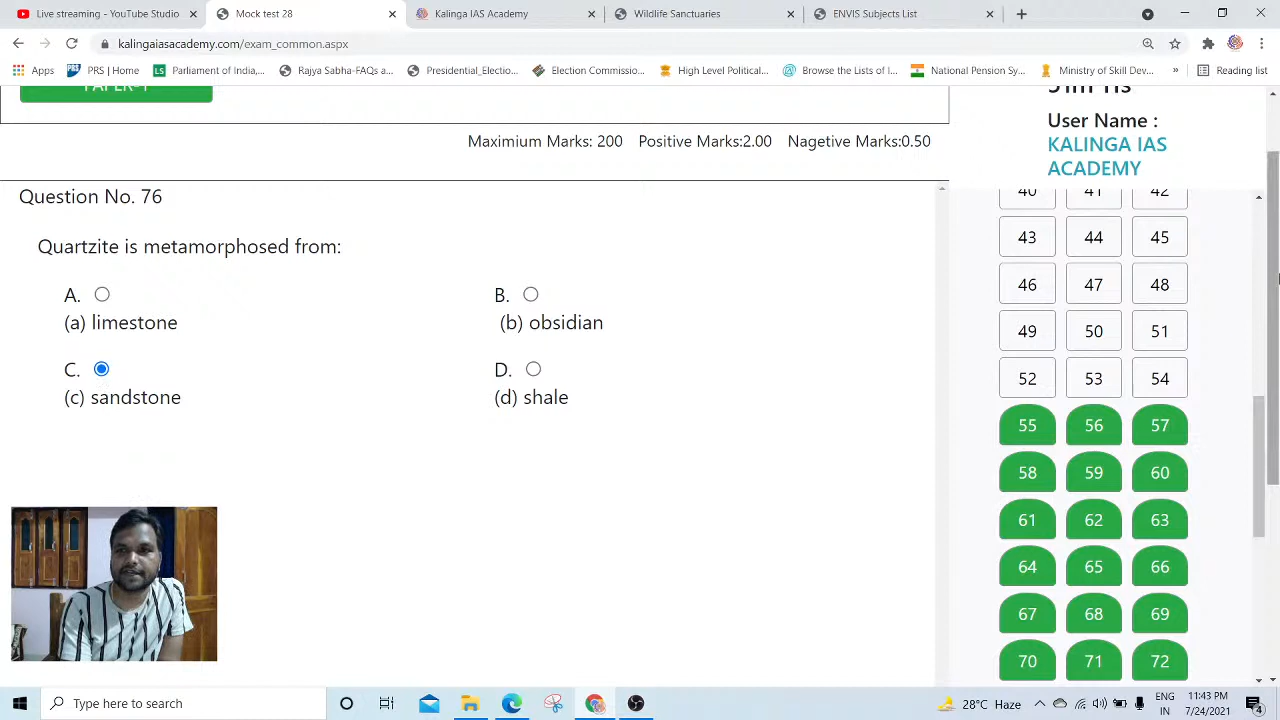 Live streaming - YouTube Studio
Mock test 28
Kalinga IAS Academy
Wildlife Sanctuaries
ENVIS Subjects List
kalingaiasacademy.com/exam_common.aspx
Apps
PRS | Home
Parliament of India,...
Rajya Sabha-FAQs a...
Presidential_Electio...
Election Commissio...
High Level Political...
Browse the Lists of I...
National Pension Sy...
Ministry of Skill Dev...
»
Reading list
PAPER-1
User Name :
KALINGA IAS
ACADEMY
Maximium Marks: 200 Positive Marks:2.00 Nagetive Marks:0.50
Question No. 76
Quartzite is metamorphosed from:
A.
(a) limestone
B.
(b) obsidian
C.
(c) sandstone
D.
(d) shale
40 41 42
43 44 45
46 47 48
49 50 51
52 53 54
55 56 57
58 59 60
61 62 63
64 65 66
67 68 69
70 71 72
Type here to search
28°C Haze
ENG
IN
11:43 PM
7/24/2021
4